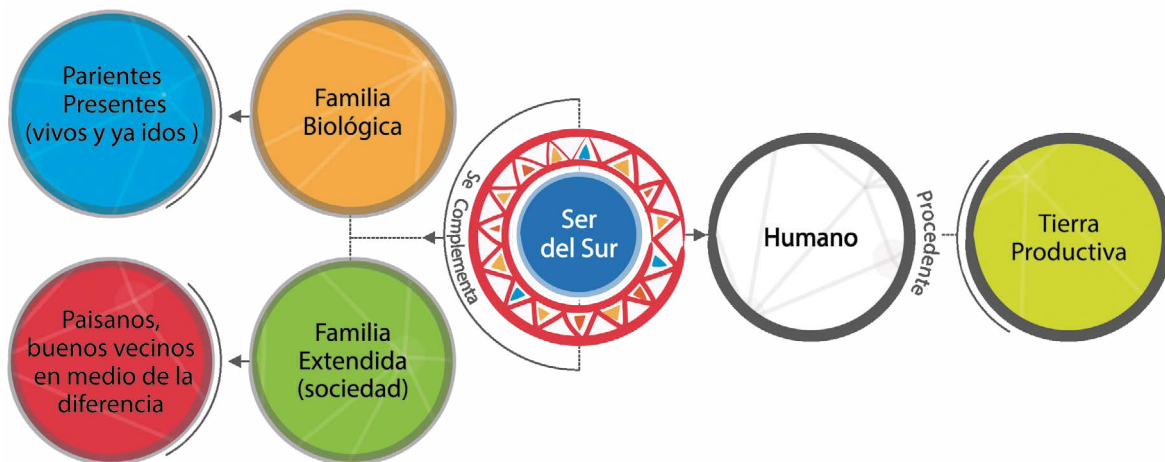 Parientes
Presentes
(vivos y ya idos )
Familia
Biológica
Paisanos,
buenos vecinos
en medio de la
diferencia
Familia
Extendida
(sociedad)
Se Complementa
Ser
del Sur
Humano
Procedente
Tierra
Productiva